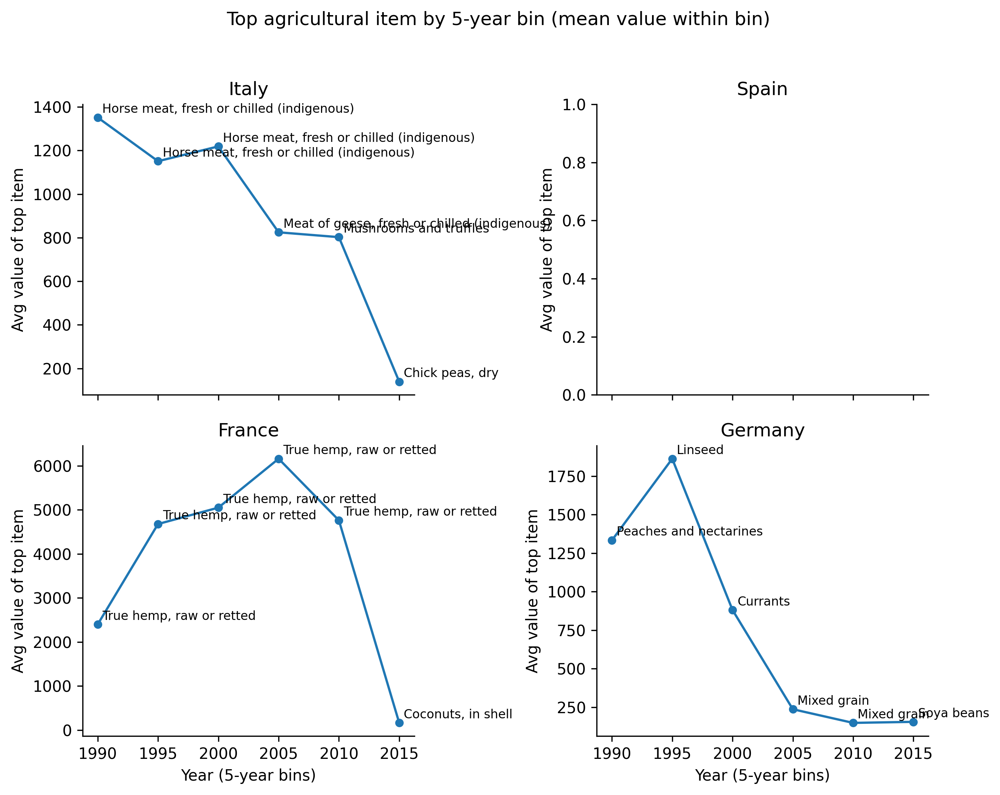 Top agricultural item by 5-year bin (mean value within bin)
Italy
Avg value of top item
1400
1200
1000
800
600
400
200
Horse meat, fresh or chilled (indigenous)
Horse meat, fresh or chilled (indigenous)
Horse meat, fresh or chilled (indigenous)
Meat of geese, fresh or chilled (indigenous)
Mushrooms and truffles
Chick peas, dry
Spain
Avg value of top item
1.0
0.8
0.6
0.4
0.2
0.0
France
Avg value of top item
6000
5000
4000
3000
2000
1000
0
True hemp, raw or retted
True hemp, raw or retted
True hemp, raw or retted
True hemp, raw or retted
True hemp, raw or retted
Coconuts, in shell
1990 1995 2000 2005 2010 2015
Year (5-year bins)
Germany
Avg value of top item
1750
1500
1250
1000
750
500
250
Linseed
Peaches and nectarines
Currants
Mixed grain
Mixed grain
Soya beans
1990 1995 2000 2005 2010 2015
Year (5-year bins)